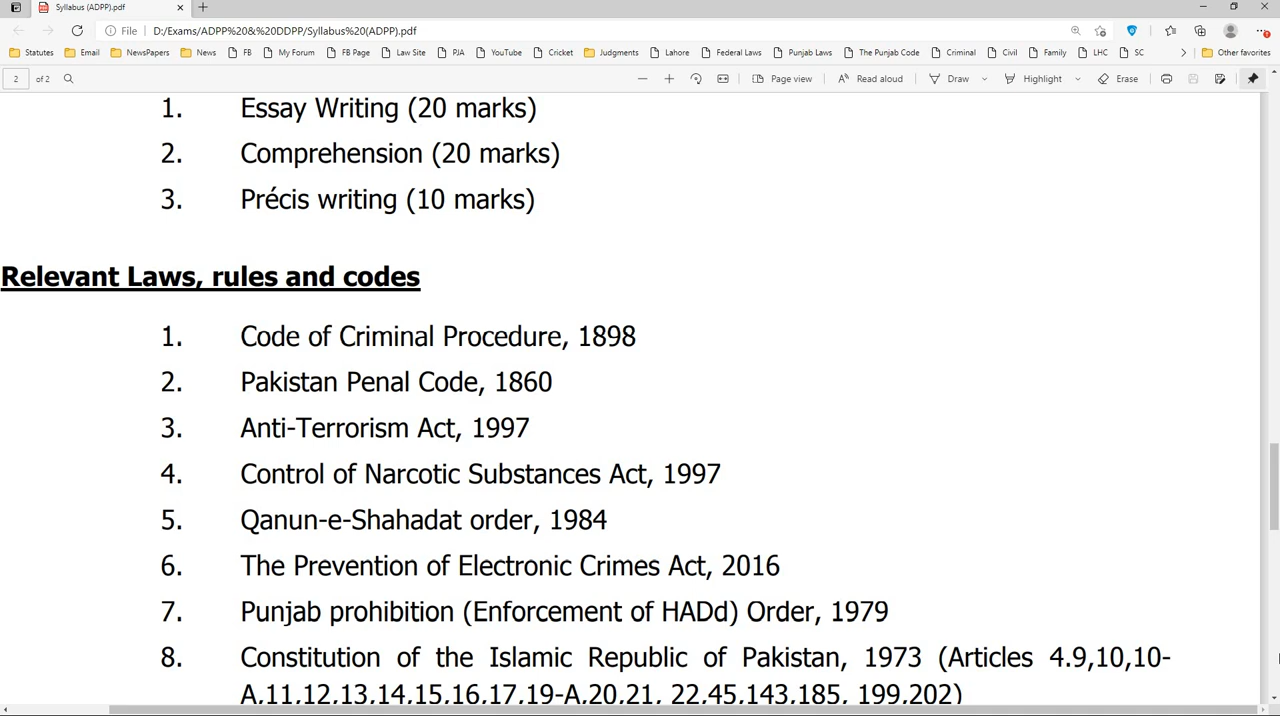 Syllabus (ADPP).pdf
File D:/Exams/ADPP%20&%20DDPP/Syllabus%20(ADPP).pdf
Statutes Email NewsPapers News FB My Forum FB Page Law Site PJA YouTube Cricket Judgments Lahore Federal Laws Punjab Laws The Punjab Code Criminal Civil Family LHC SC Other favorites
2 of 2 Page view Read aloud Draw Highlight Erase
1. Essay Writing (20 marks)
2. Comprehension (20 marks)
3. Précis writing (10 marks)
Relevant Laws, rules and codes
1. Code of Criminal Procedure, 1898
2. Pakistan Penal Code, 1860
3. Anti-Terrorism Act, 1997
4. Control of Narcotic Substances Act, 1997
5. Qanun-e-Shahadat order, 1984
6. The Prevention of Electronic Crimes Act, 2016
7. Punjab prohibition (Enforcement of HADd) Order, 1979
8. Constitution of the Islamic Republic of Pakistan, 1973 (Articles 4.9,10,10-
A,11,12,13,14,15,16,17,19-A,20,21, 22,45,143,185, 199,202)